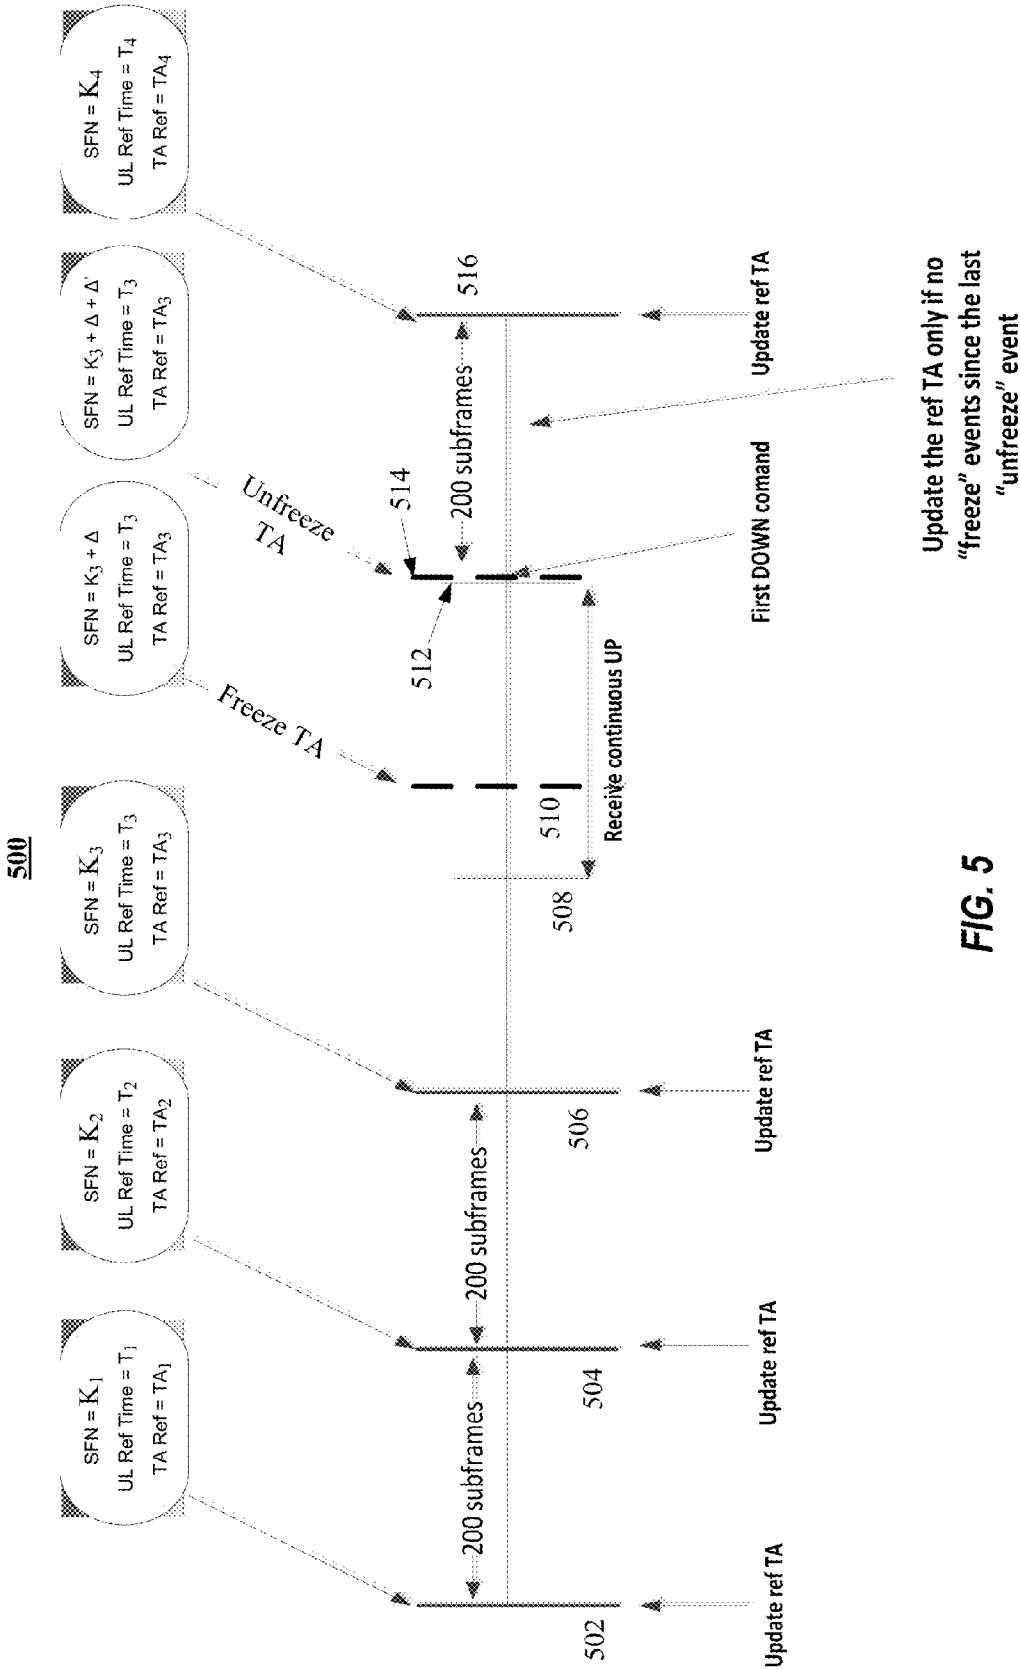 500
SFN = K1
UL Ref Time = T1
TA Ref = TA1
SFN = K2
UL Ref Time = T2
TA Ref = TA2
SFN = K3
UL Ref Time = T3
TA Ref = TA3
SFN = K3 + Δ
UL Ref Time = T3
TA Ref = TA3
SFN = K3 + Δ + Δ'
UL Ref Time = T3
TA Ref = TA3
SFN = K4
UL Ref Time = T4
TA Ref = TA4
Freeze TA
Unfreeze
TA
514
512
516
200 subframes
200 subframes
200 subframes
502
504
506
508
510
Receive continuous UP
Update ref TA
Update ref TA
Update ref TA
First DOWN comand
Update ref TA
Update the ref TA only if no
"freeze" events since the last
"unfreeze" event
FIG. 5